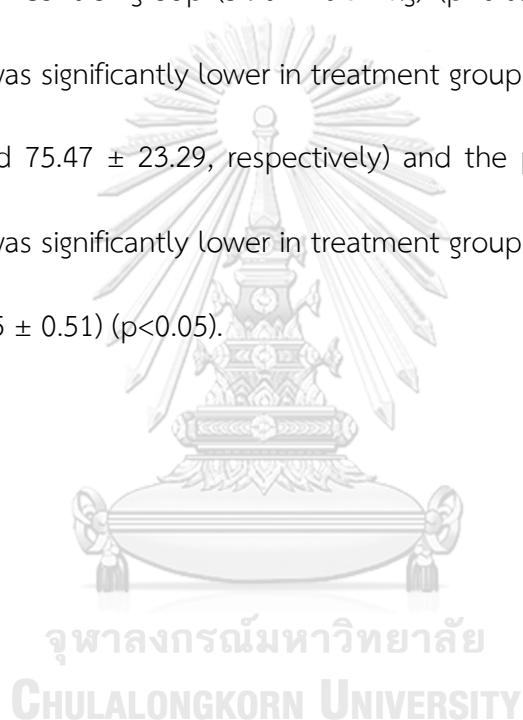 was significantly lower in treatment group
75.47 ± 23.29, respectively) and the
was significantly lower in treatment group
± 0.51) (p<0.05).
จุฬาลงกรณ์มหาวิทยาลัย
CHULALONGKORN UNIVERSITY